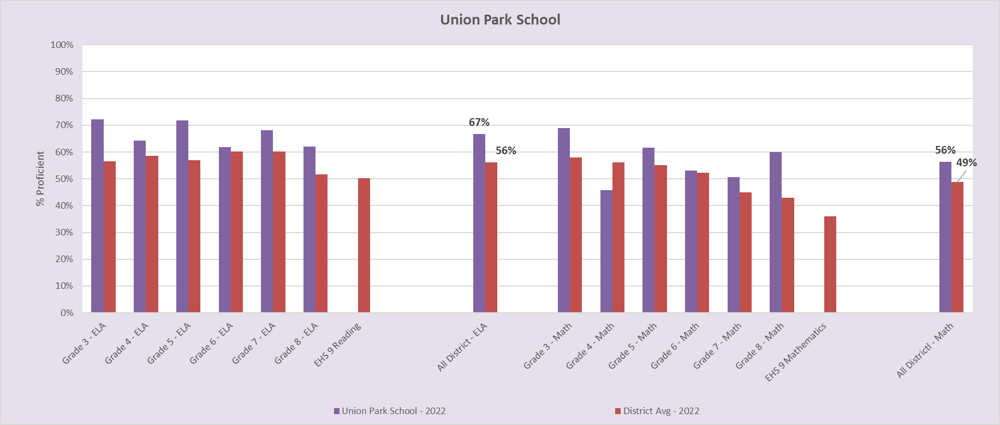 Union Park School
100%
90%
80%
70%
60%
50%
40%
30%
20%
10%
0%
% Proficient
67%
56%
56%
49%
Grade 3 - ELA
Grade 4 - ELA
Grade 5 - ELA
Grade 6 - ELA
Grade 7 - ELA
Grade 8 - ELA
EHS 9 Reading
All District - ELA
Grade 3 - Math
Grade 4 - Math
Grade 5 - Math
Grade 6 - Math
Grade 7 - Math
Grade 8 - Math
EHS 9 Mathematics
All Districtl - Math
Union Park School - 2022
District Avg - 2022